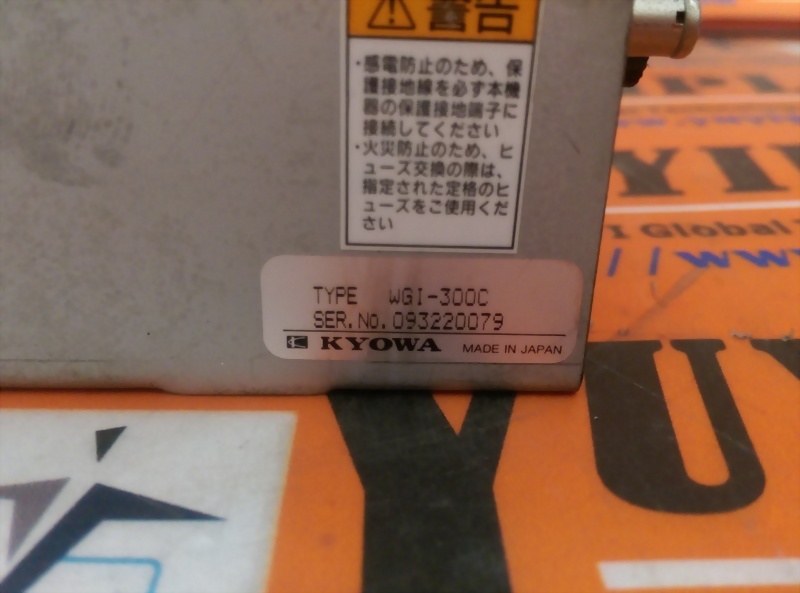 警告
・感電防止のため、保
護接地線を必ず本機
器の保護接地端子に
接続してください
・火災防止のため、ヒ
ューズ交換の際は、
指定された定格のヒ
ューズをご使用くだ
さい
TYPE WGI-300C
SER.No.093220079
KYOWA MADE IN JAPAN
I Global
//www.
YU